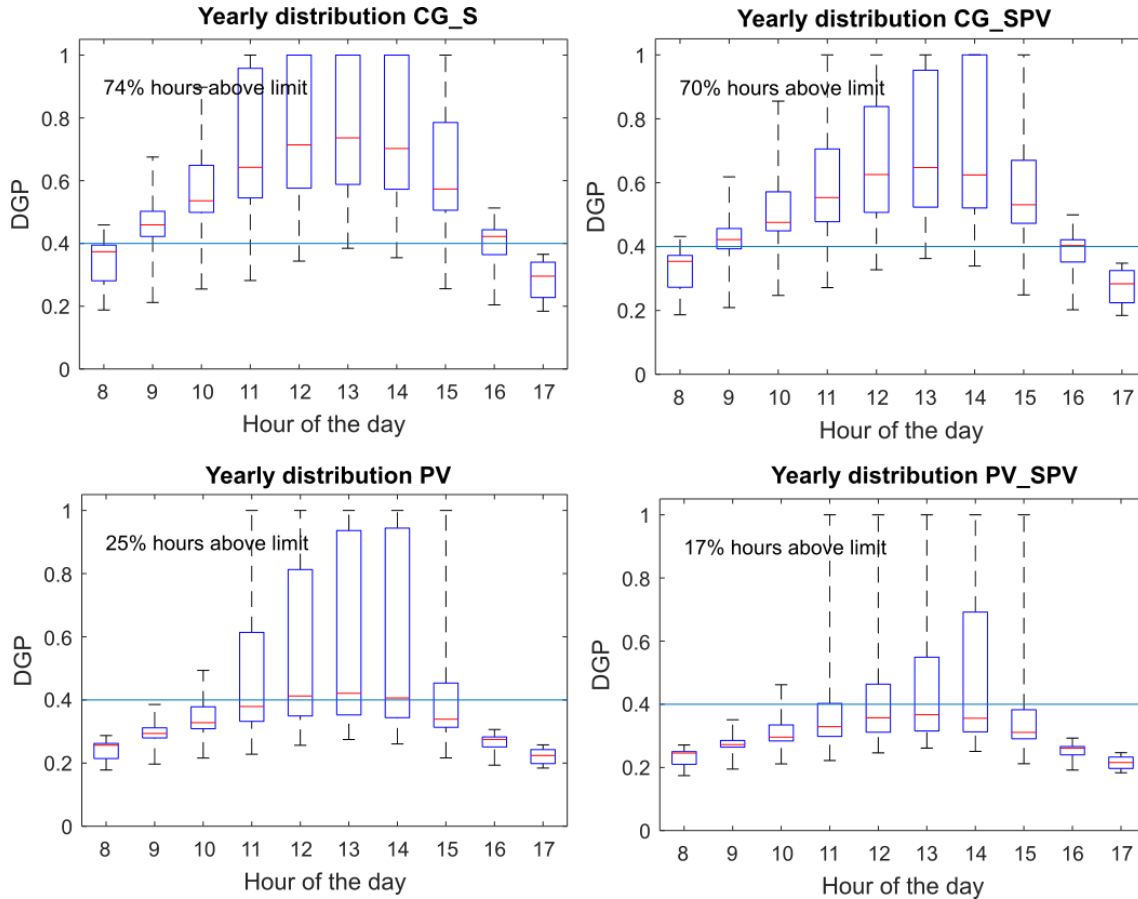 Yearly distribution CG_S
1
74% hours above limit
0.8
0.6
DGP
0.4
0.2
0
8 9 10 11 12 13 14 15 16 17
Hour of the day
Yearly distribution CG_SPV
1
70% hours above limit
0.8
0.6
DGP
0.4
0.2
0
8 9 10 11 12 13 14 15 16 17
Hour of the day
Yearly distribution PV
1
25% hours above limit
0.8
0.6
DGP
0.4
0.2
0
8 9 10 11 12 13 14 15 16 17
Hour of the day
Yearly distribution PV_SPV
1
17% hours above limit
0.8
0.6
DGP
0.4
0.2
0
8 9 10 11 12 13 14 15 16 17
Hour of the day